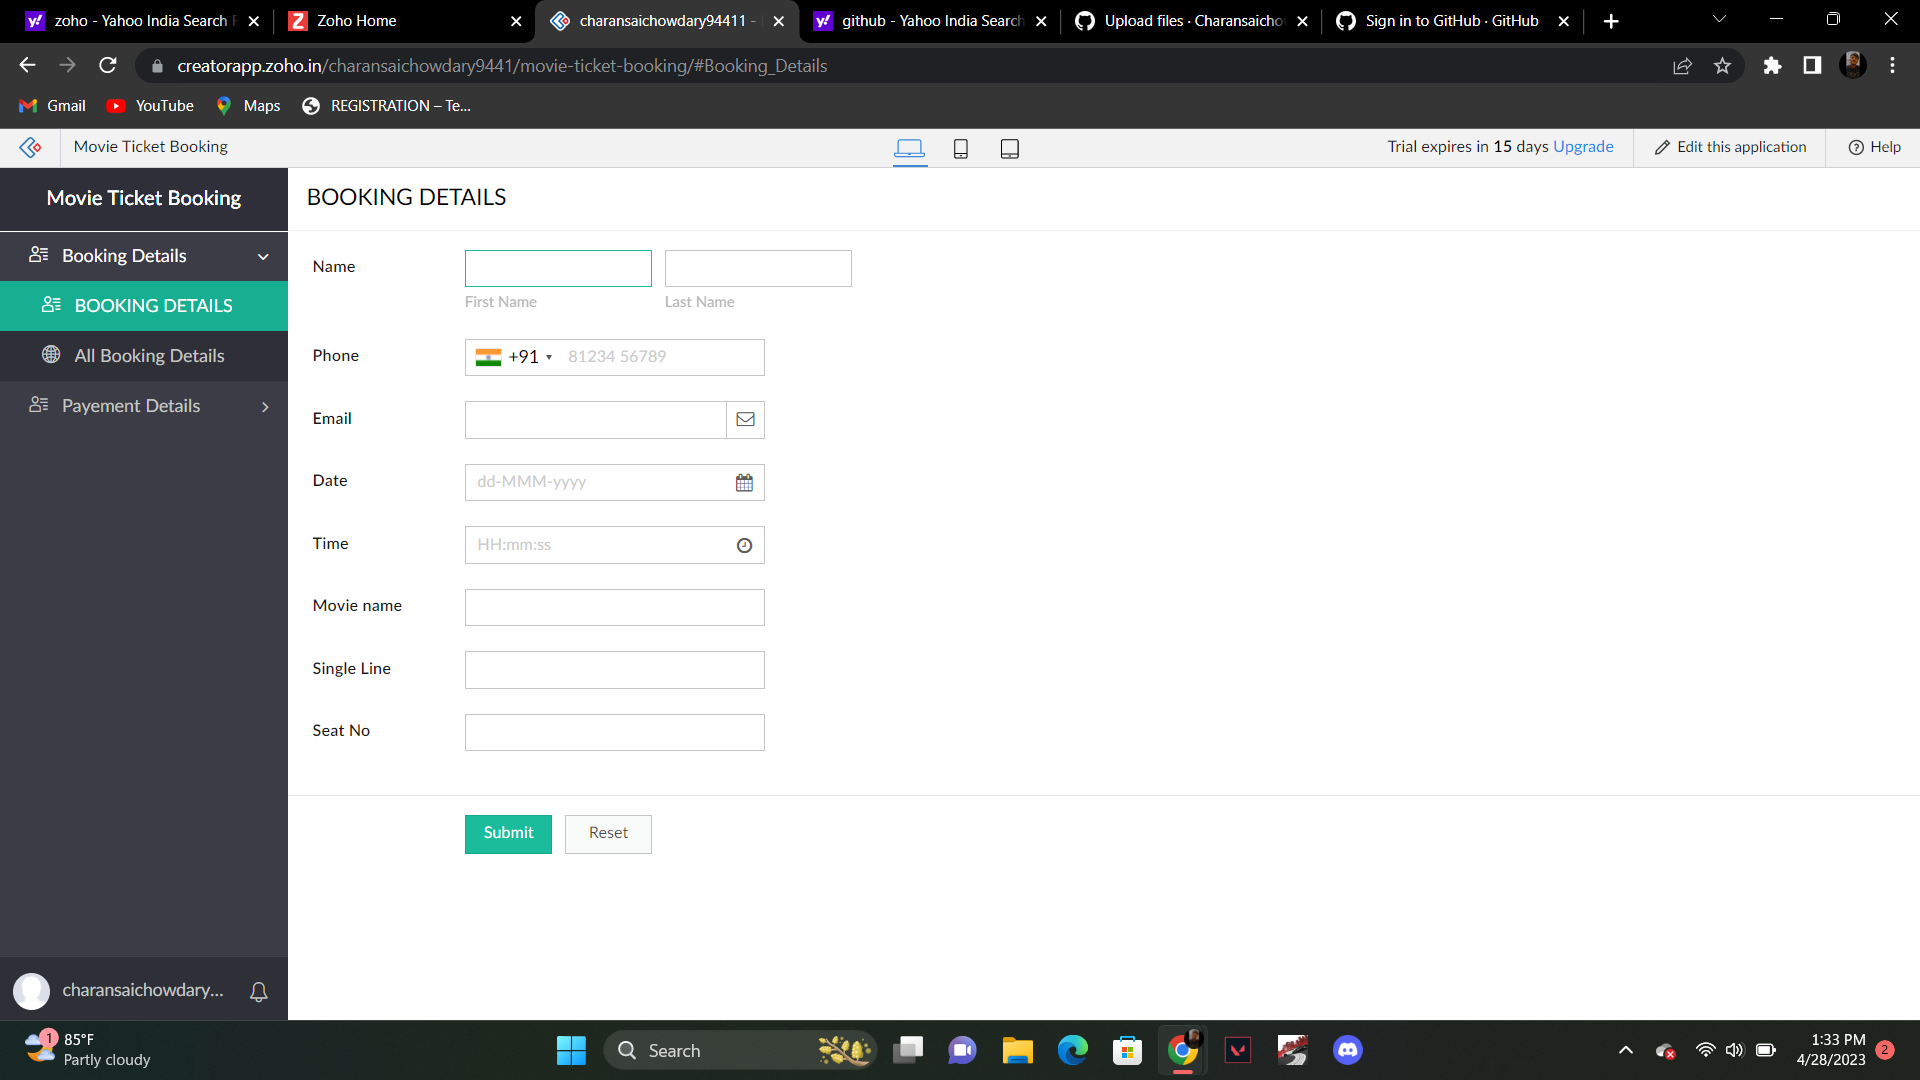 zoho - Yahoo India Search
Zoho Home
charansaichowdary94411 -
github - Yahoo India Search
Upload files · Charansaicho
Sign in to GitHub · GitHub
creatorapp.zoho.in/charansaichowdary9441/movie-ticket-booking/#Booking_Details
Gmail
YouTube
Maps
REGISTRATION – Te...
Movie Ticket Booking
Trial expires in 15 days Upgrade
Edit this application
Help
Movie Ticket Booking
Booking Details
BOOKING DETAILS
All Booking Details
Payement Details
BOOKING DETAILS
Name
First Name
Last Name
Phone
+91
81234 56789
Email
Date
dd-MMM-yyyy
Time
HH:mm:ss
Movie name
Single Line
Seat No
Submit
Reset
charansaichowdary...
1
85°F
Partly cloudy
Search
1:33 PM
4/28/2023
2